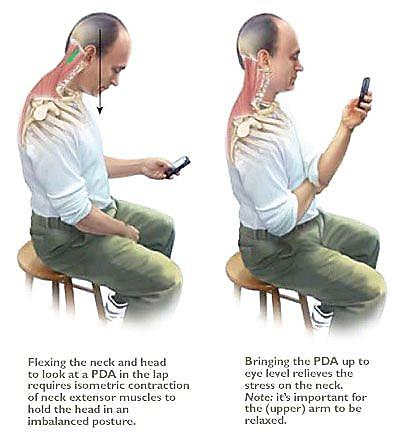 Flexing the neck and head
to look at a PDA in the lap
requires isometric contraction
of neck extensor muscles to
hold the head in an
imbalanced posture.
Bringing the PDA up to
eye level relieves the
stress on the neck.
Note: it's important for
the (upper) arm to be
relaxed.